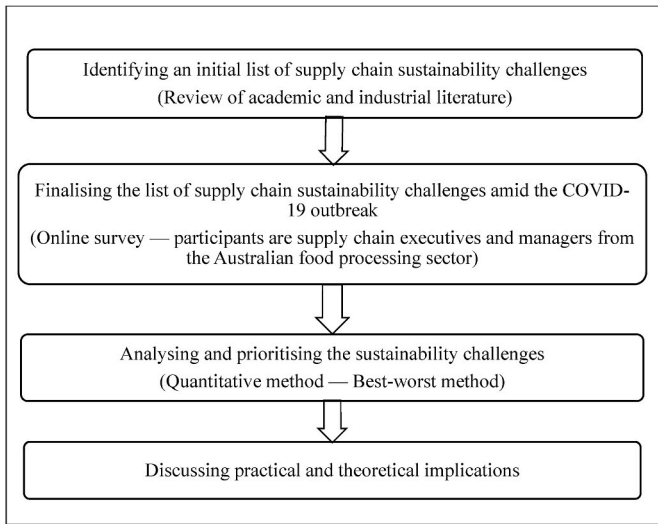 Identifying an initial list of supply chain sustainability challenges
(Review of academic and industrial literature)
Finalising the list of supply chain sustainability challenges amid the COVID-
19 outbreak
(Online survey — participants are supply chain executives and managers from
the Australian food processing sector)
Analysing and prioritising the sustainability challenges
(Quantitative method — Best-worst method)
Discussing practical and theoretical implications